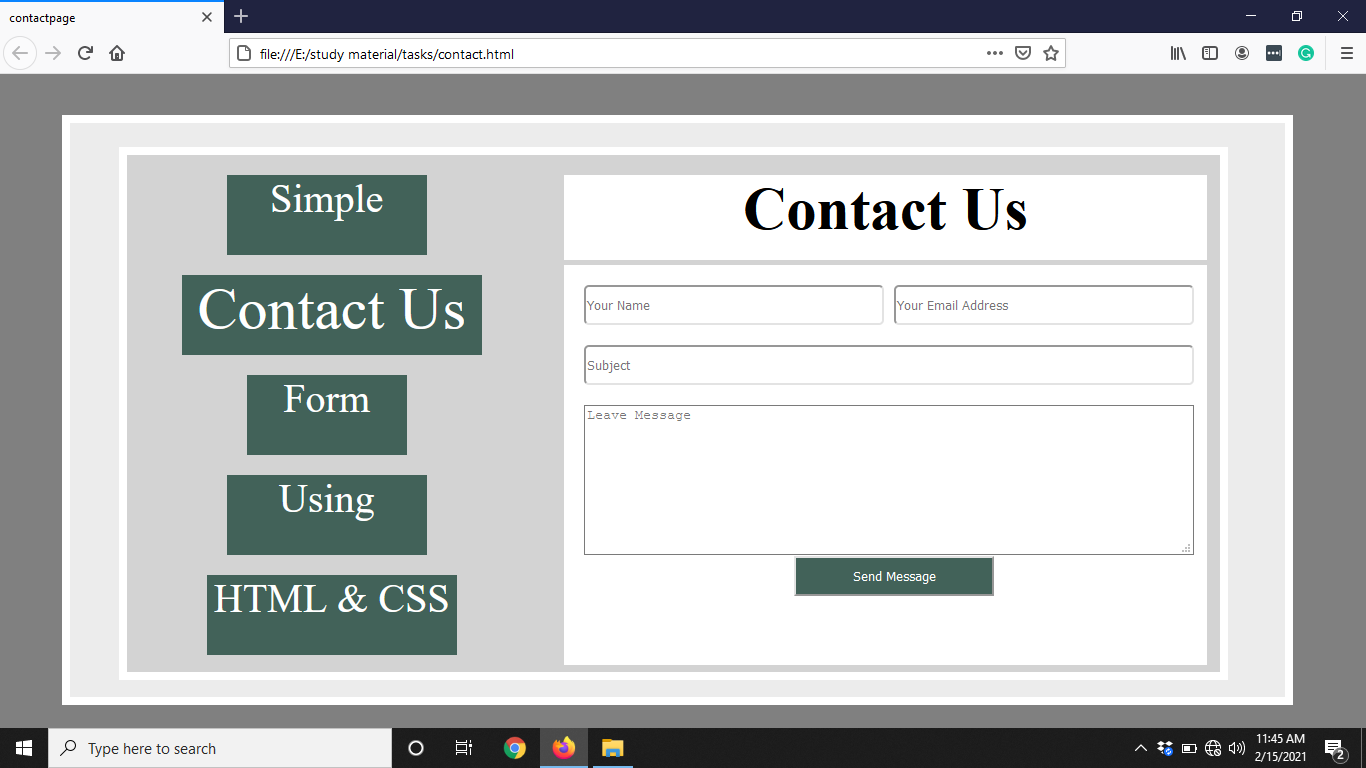 contactpage
file:///E:/study material/tasks/contact.html
Simple
Contact Us
Form
Using
HTML & CSS
Contact Us
Your Name
Your Email Address
Subject
Leave Message
Send Message
Type here to search
11:45 AM
2/15/2021
2